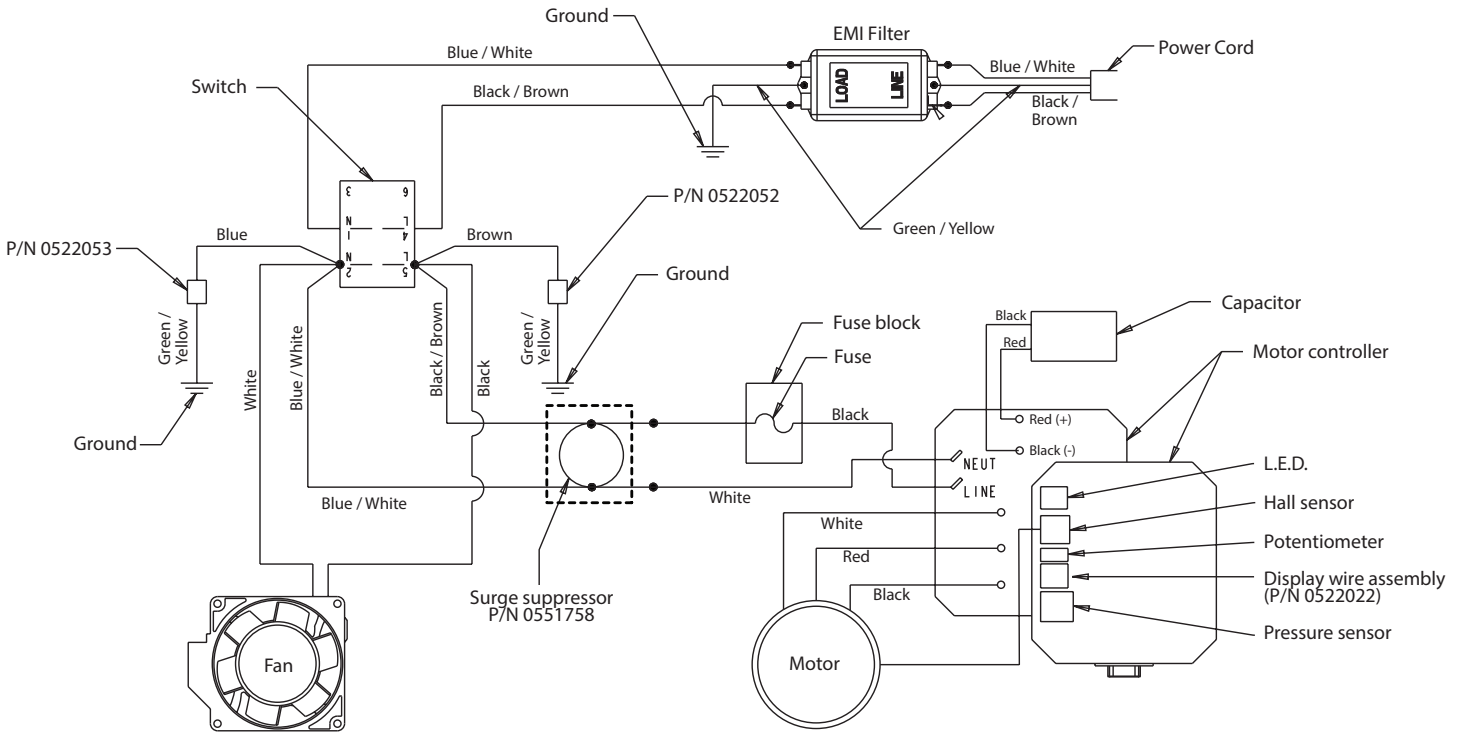 Ground
EMI Filter
Blue / White
Power Cord
Blue / White
Switch
LOAD
LINE
Black / Brown
Black /
Brown
Ground
3
6
P/N 0522052
N
L
1
4
Green / Yellow
P/N 0522053
Blue
Brown
N
L
2
5
Ground
Green /
Yellow
Blue / White
Black / Brown
Green /
Yellow
Capacitor
Black
Fuse block
Red
Motor controller
Fuse
White
Black
Black
Red (+)
Ground
Black (-)
NEUT
L.E.D.
LINE
Blue / White
White
Hall sensor
White
Potentiometer
Red
Display wire assembly
(P/N 0522022)
Black
Surge suppressor
P/N 0551758
Pressure sensor
Fan
Motor